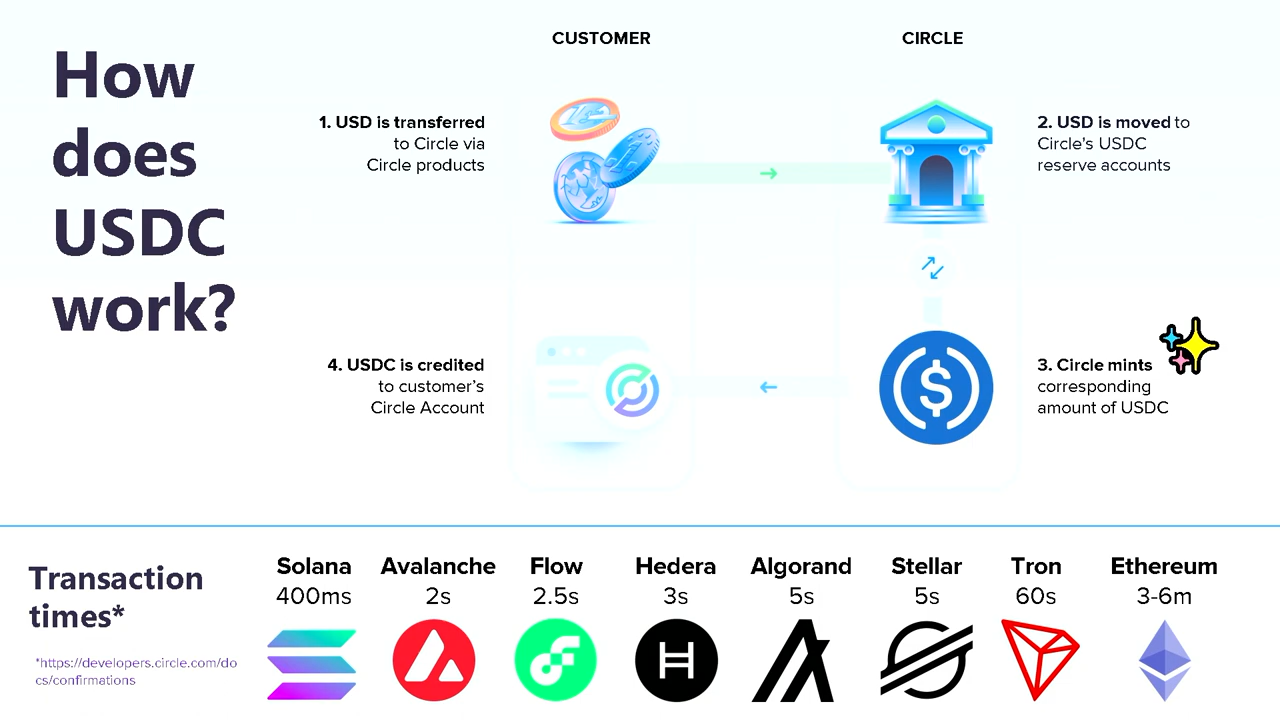 How
does
USDC
work?
CUSTOMER
CIRCLE
1. USD is transferred
to Circle via
Circle products
2. USD is moved to
Circle's USDC
reserve accounts
4. USDC is credited
to customer's
Circle Account
3. Circle mints
corresponding
amount of USDC
Transaction
times*
*https://developers.circle.com/do
cs/confirmations
Solana
400ms
Avalanche
2s
Flow
2.5s
Hedera
3s
Algorand
5s
Stellar
5s
Tron
60s
Ethereum
3-6m